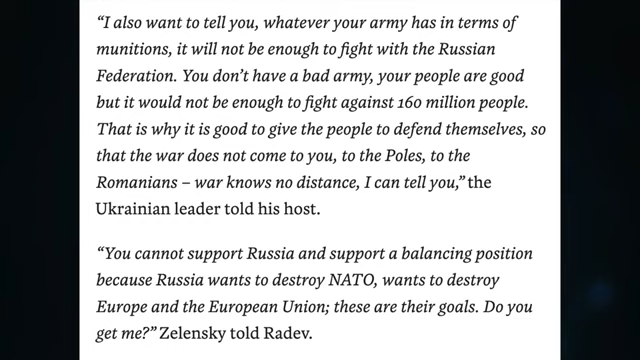 “I also want to tell you, whatever your army has in terms of
munitions, it will not be enough to fight with the Russian
Federation. You don’t have a bad army, your people are good
but it would not be enough to fight against 160 million people.
That is why it is good to give the people to defend themselves, so
that the war does not come to you, to the Poles, to the
Romanians – war knows no distance, I can tell you,” the
Ukrainian leader told his host.
“You cannot support Russia and support a balancing position
because Russia wants to destroy NATO, wants to destroy
Europe and the European Union; these are their goals. Do you
get me?” Zelensky told Radev.